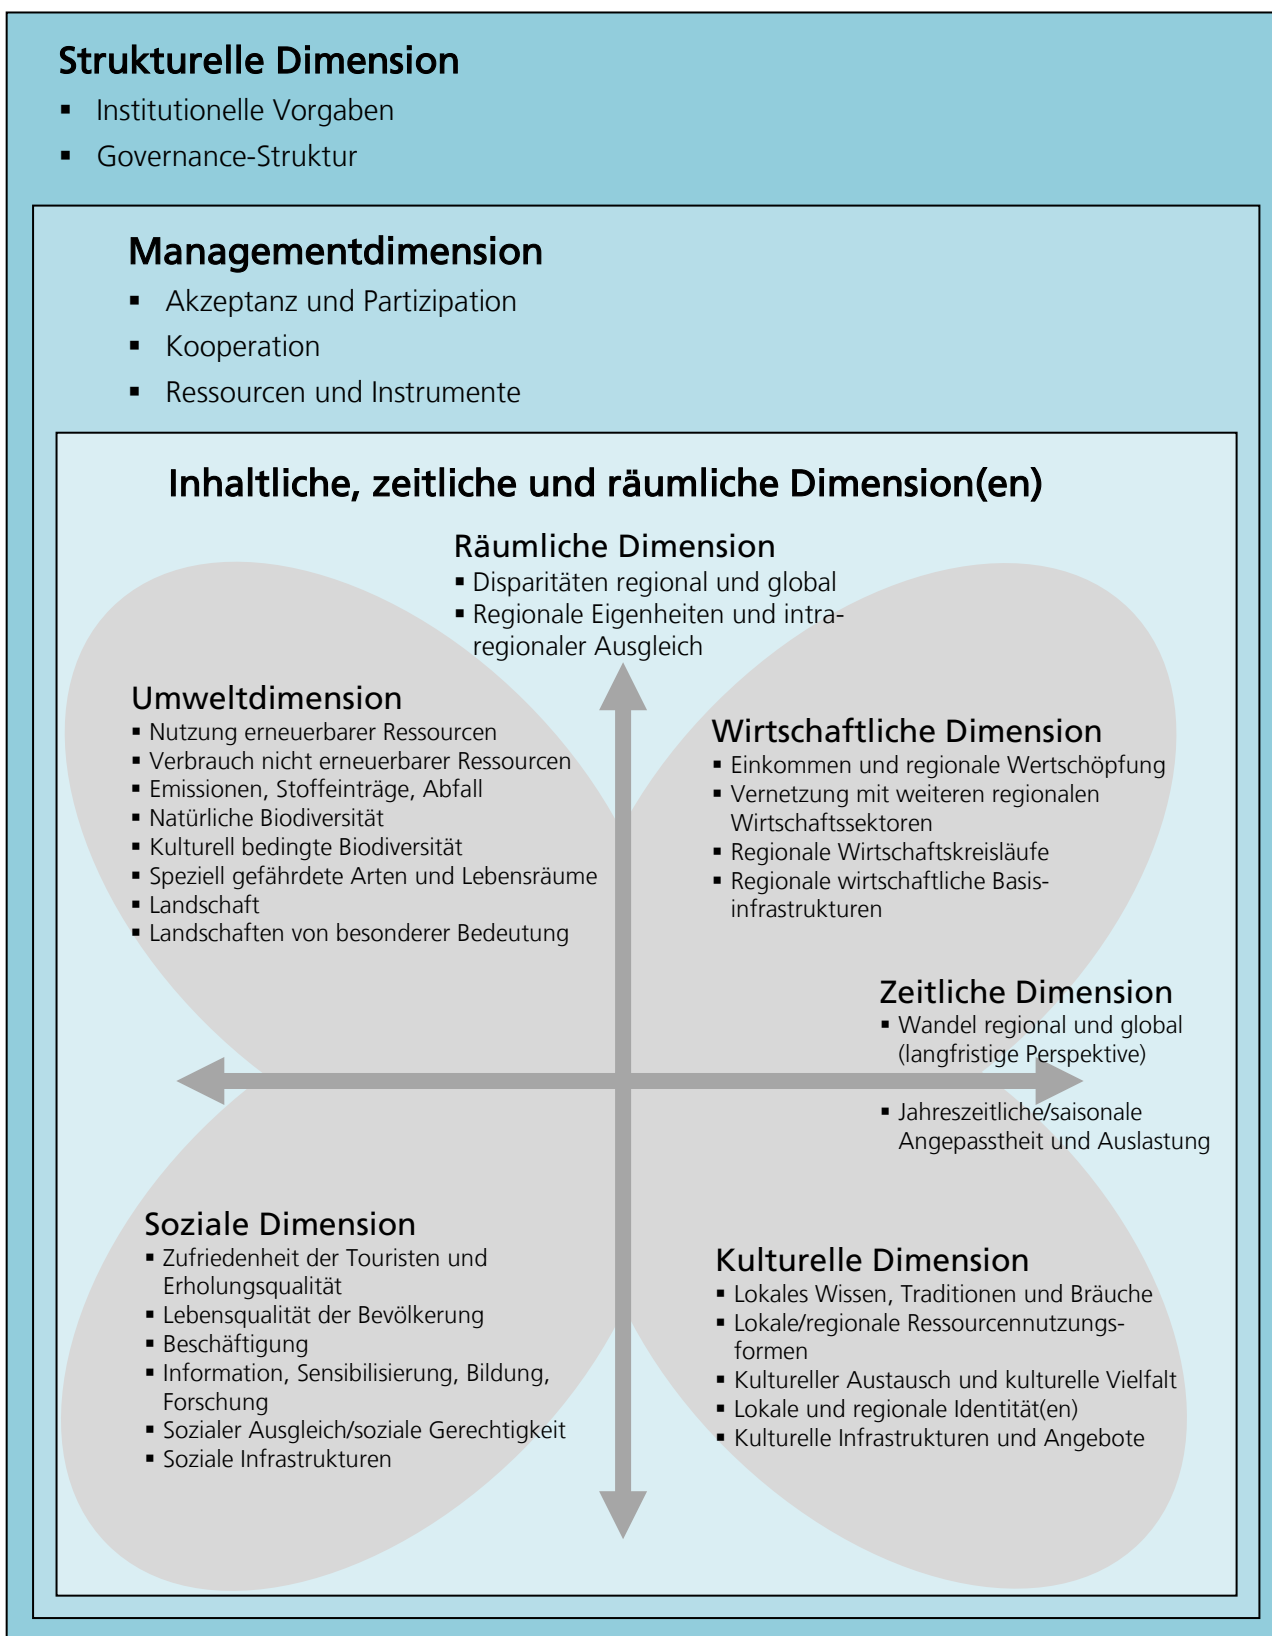 Strukturelle Dimension
▪ Institutionelle Vorgaben
▪ Governance-Struktur
Managementdimension
▪ Akzeptanz und Partizipation
▪ Kooperation
▪ Ressourcen und Instrumente
Inhaltliche, zeitliche und räumliche Dimension(en)
Räumliche Dimension
▪ Disparitäten regional und global
▪ Regionale Eigenheiten und intra-
regionaler Ausgleich
Umweltdimension
▪ Nutzung erneuerbarer Ressourcen
▪ Verbrauch nicht erneuerbarer Ressourcen
▪ Emissionen, Stoffeinträge, Abfall
▪ Natürliche Biodiversität
▪ Kulturell bedingte Biodiversität
▪ Speziell gefährdete Arten und Lebensräume
▪ Landschaft
▪ Landschaften von besonderer Bedeutung
Wirtschaftliche Dimension
▪ Einkommen und regionale Wertschöpfung
▪ Vernetzung mit weiteren regionalen
Wirtschaftssektoren
▪ Regionale Wirtschaftskreisläufe
▪ Regionale wirtschaftliche Basis-
infrastrukturen
Zeitliche Dimension
▪ Wandel regional und global
(langfristige Perspektive)
▪ Jahreszeitliche/saisonale
Angepasstheit und Auslastung
Soziale Dimension
▪ Zufriedenheit der Touristen und
Erholungsqualität
▪ Lebensqualität der Bevölkerung
▪ Beschäftigung
▪ Information, Sensibilisierung, Bildung,
Forschung
▪ Sozialer Ausgleich/soziale Gerechtigkeit
▪ Soziale Infrastrukturen
Kulturelle Dimension
▪ Lokales Wissen, Traditionen und Bräuche
▪ Lokale/regionale Ressourcennutzungs-
formen
▪ Kultureller Austausch und kulturelle Vielfalt
▪ Lokale und regionale Identität(en)
▪ Kulturelle Infrastrukturen und Angebote